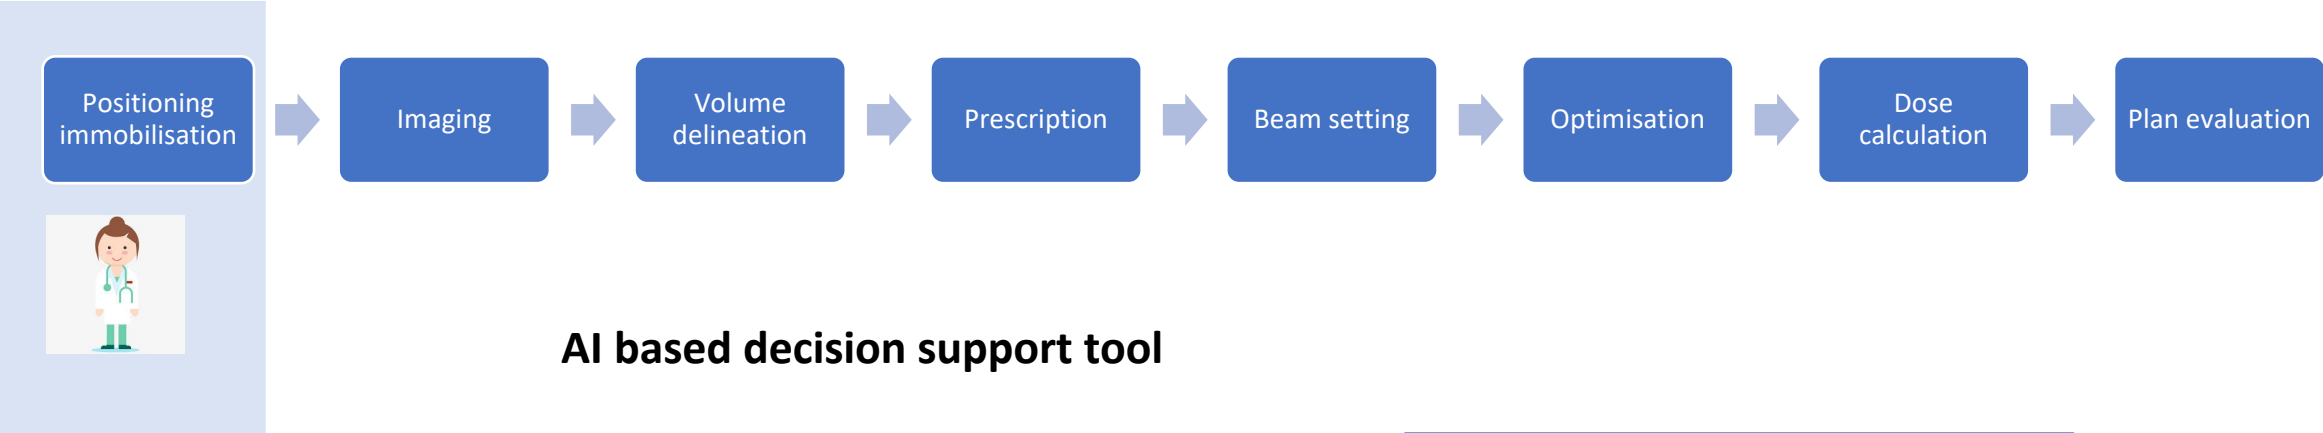 Positioning
immobilisation
Imaging
Volume
delineation
Prescription
Beam setting
Optimisation
Dose
calculation
Plan evaluation
AI based decision support tool